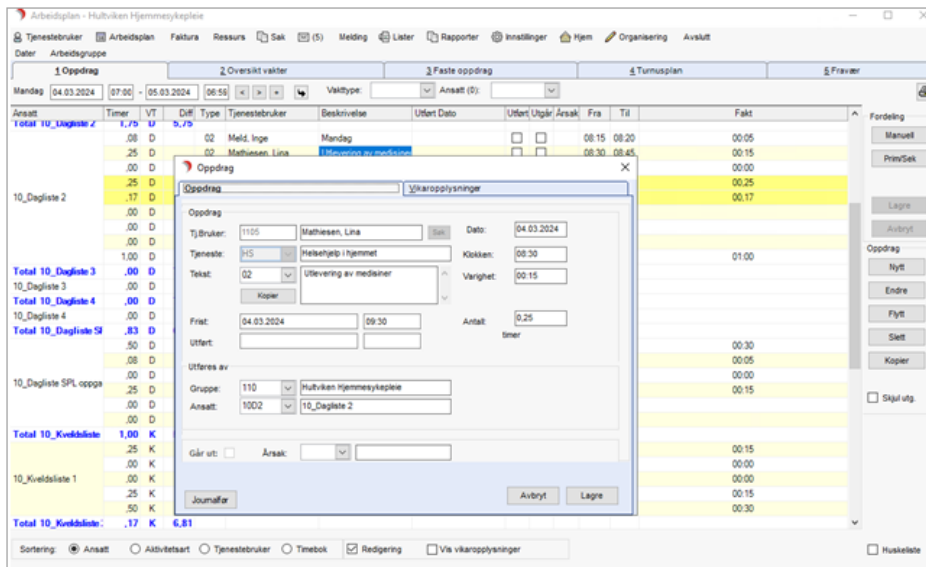 Arbeidsplan - Hultviken Hjemmesykepleie
Tjenestebruker Arbeidsplan Faktura Ressurs Sak (5) Melding Lister Rapporter Innstillinger Hjem Organisering Avslutt
Dater Arbeidsgruppe
1 Oppdrag 2 Oversikt vakter 3 Faste oppdrag 4 Turnusplan 5 Fravær
Mandag 04.03.2024 07:00 - 05.03.2024 06:59 < > « Vakttype: Ansatt (0):
Ansatt Timer VT Diff Type Tjenestebruker Beskrivelse Utført Dato Utført Utgår Årsak Fra Til Fakt
Total 10_Dagliste 2 1,75 D 5,75
,08 D 02 Meld, Inge Mandag 08:15 08:20 00:05
,25 D 02 Mathiesen, Lina Utlevering av medisiner 08:30 08:45 00:15
,00 D 00:00
,25 D 00,25
10_Dagliste 2 ,17 D 00,17
,00 D
,00 D
,00 D
1,00 D 01:00
Total 10_Dagliste 3 ,00 D
10_Dagliste 3 ,00 D
Total 10_Dagliste 4 ,00 D
10_Dagliste 4 ,00 D
Total 10_Dagliste SP ,83 D
,50 D 00:30
,08 D 00:05
,00 D 00:00
10_Dagliste SPL oppga ,25 D 00:15
,00 D
,00 D
Total 10_Kveldsliste 1,00 K
,25 K 00:15
,00 K 00:00
10_Kveldsliste 1 ,00 K 00:00
,25 K 00:15
,50 K 00:30
Total 10_Kveldsliste ,17 K 6,81
Oppdrag
Oppdrag Vikaropplysninger
Oppdrag
Tj.Bruker: 1105 Mathiesen, Lina Søk Dato: 04.03.2024
Tjeneste: HS Helsehjelp i hjemmet Klokken: 08:30
Tekst: 02 Utlevering av medisiner Varighet: 00:15
Kopier
Frist: 04.03.2024 09:30 Antall: 0,25
timer
Utført:
Utføres av
Gruppe: 110 Hultviken Hjemmesykepleie
Ansatt: 10D2 10_Dagliste 2
Går ut: Årsak:
Journalfør Avbryt Lagre
Fordeling
Manuell
Prim/Sek
Lagre
Avbryt
Oppdrag
Nytt
Endre
Flytt
Slett
Kopier
Skjul utg.
Sortering: Ansatt Aktivitetsart Tjenestebruker Timebok Redigering Vis vikaropplysninger Huskeliste